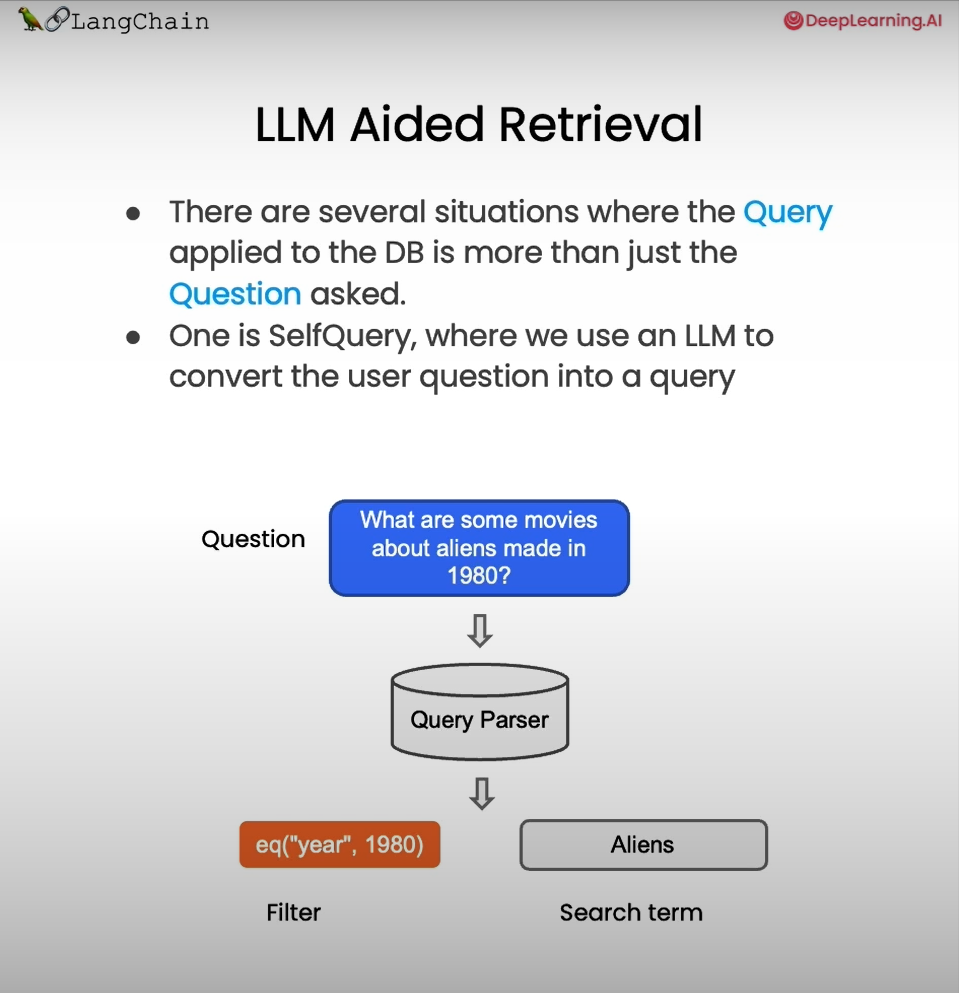 LangChain
DeepLearning.AI
LLM Aided Retrieval
● There are several situations where the Query
applied to the DB is more than just the
Question asked.
● One is SelfQuery, where we use an LLM to
convert the user question into a query
Question
What are some movies
about aliens made in
1980?
Query Parser
eq("year", 1980)
Aliens
Filter
Search term